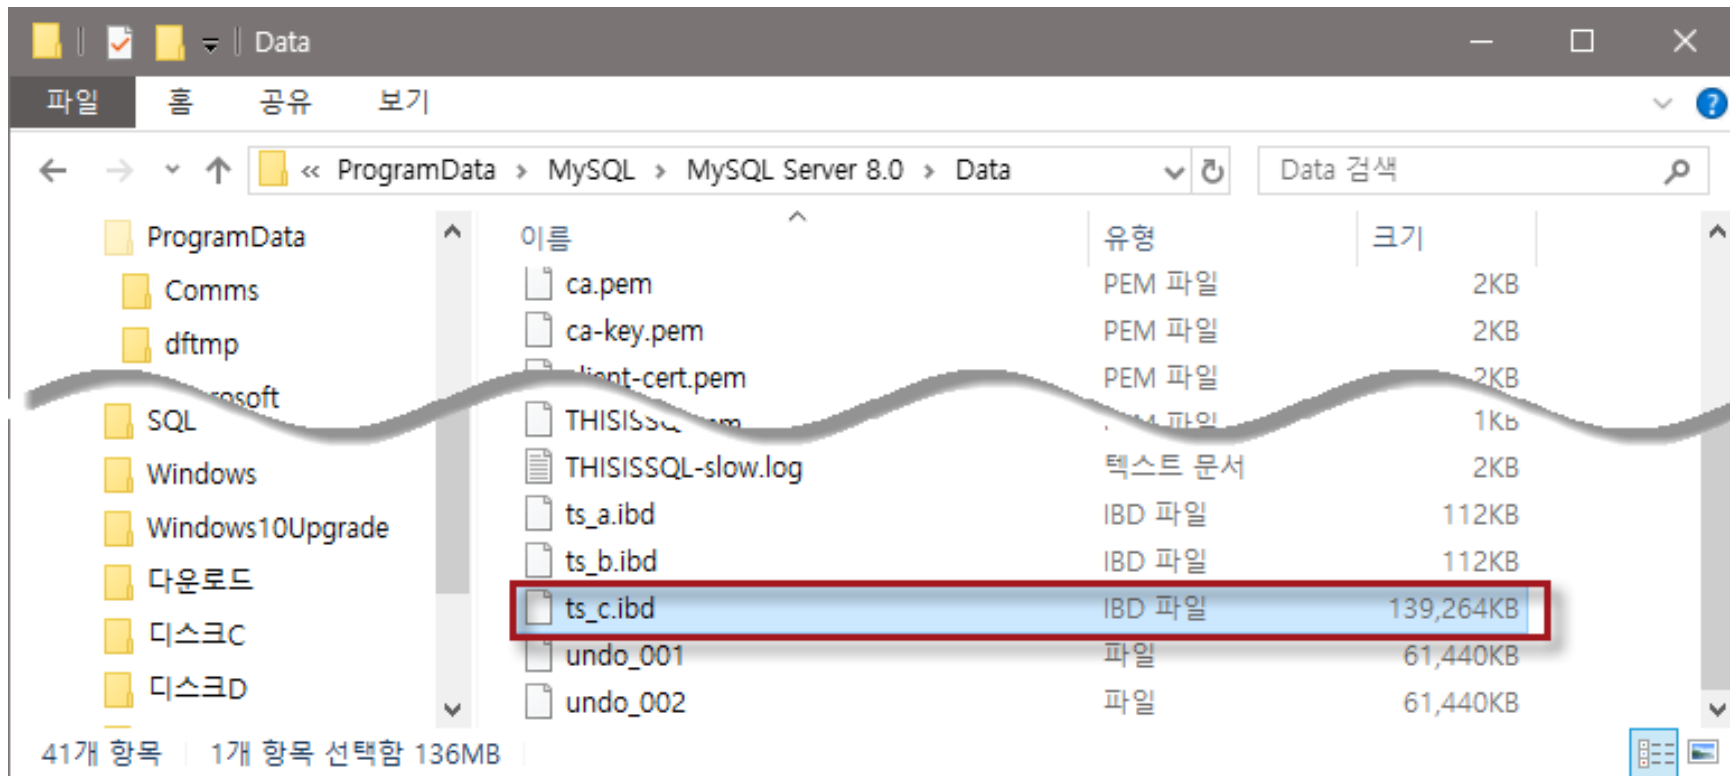 Data
파일 홈 공유 보기
« ProgramData > MySQL > MySQL Server 8.0 > Data
Data 검색
ProgramData
Comms
dftmp
SQL
Windows
Windows10Upgrade
다운로드
디스크C
디스크D
이름 유형 크기
ca.pem PEM 파일 2KB
ca-key.pem PEM 파일 2KB
client-cert.pem PEM 파일 2KB
1KB
THISISSQL-slow.log 텍스트 문서 2KB
ts_a.ibd IBD 파일 112KB
ts_b.ibd IBD 파일 112KB
ts_c.ibd IBD 파일 139,264KB
undo_001 파일 61,440KB
undo_002 파일 61,440KB
41개 항목 1개 항목 선택함 136MB